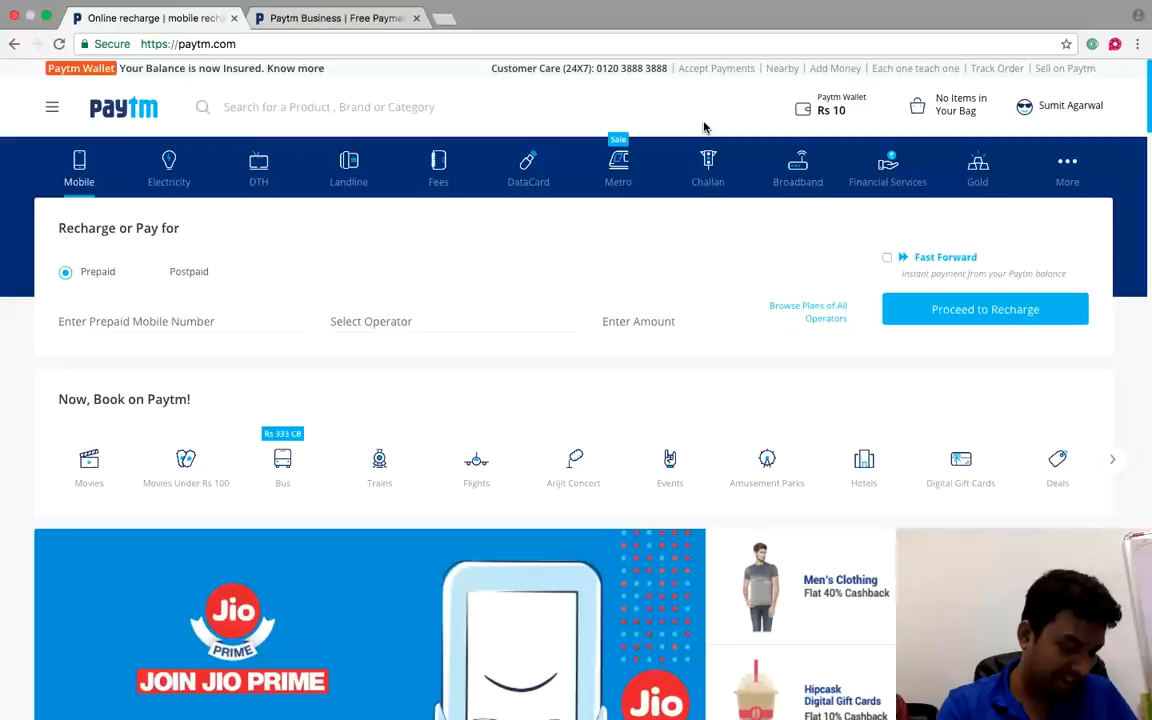 Online recharge | mobile rech
Paytm Business | Free Payme
Secure https://paytm.com
Paytm Wallet Your Balance is now Insured. Know more
Customer Care (24X7): 0120 3888 3888 | Accept Payments | Nearby | Add Money | Each one teach one | Track Order | Sell on Paytm
paytm
Search for a Product , Brand or Category
Paytm Wallet
Rs 10
No Items in
Your Bag
Sumit Agarwal
Sale
Mobile
Electricity
DTH
Landline
Fees
DataCard
Metro
Challan
Broadband
Financial Services
Gold
More
Recharge or Pay for
Prepaid
Postpaid
Fast Forward
Instant payment from your Paytm balance
Enter Prepaid Mobile Number
Select Operator
Enter Amount
Browse Plans of All
Operators
Proceed to Recharge
Now, Book on Paytm!
Rs 333 CB
Movies
Movies Under Rs 100
Bus
Trains
Flights
Arijit Concert
Events
Amusement Parks
Hotels
Digital Gift Cards
Deals
Jio
PRIME
JOIN JIO PRIME
Jio
Men's Clothing
Flat 40% Cashback
Hipcask
Digital Gift Cards
Flat 10% Cashback